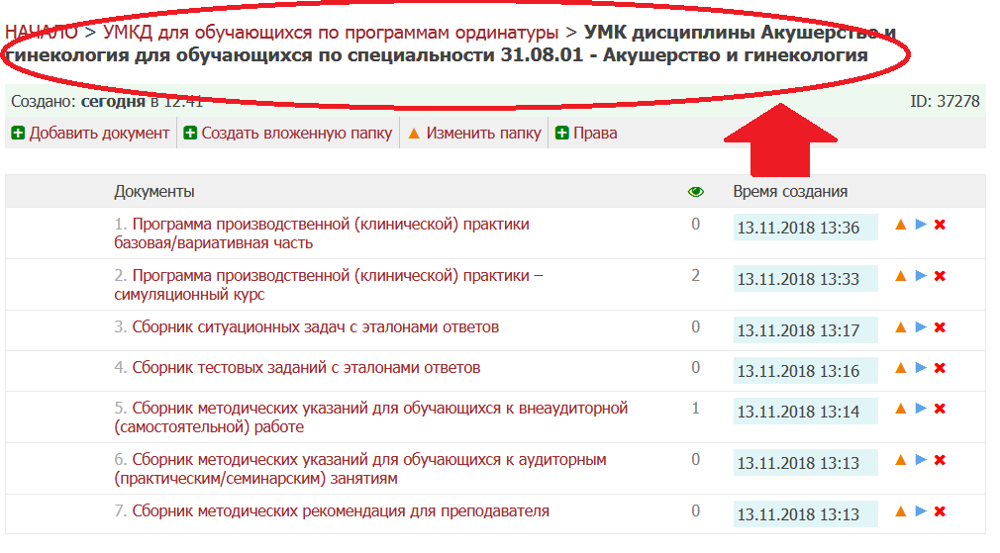 НАЧАЛО > УМКД для обучающихся по программам ординатуры > УМК дисциплины Акушерство и
гинекология для обучающихся по специальности 31.08.01 - Акушерство и гинекология
Создано: сегодня в 12:41 ID: 37278
Добавить документ Создать вложенную папку Изменить папку Права
Документы Время создания
1. Программа производственной (клинической) практики 0 13.11.2018 13:36
базовая/вариативная часть
2. Программа производственной (клинической) практики – 2 13.11.2018 13:33
симуляционный курс
3. Сборник ситуационных задач с эталонами ответов 0 13.11.2018 13:17
4. Сборник тестовых заданий с эталонами ответов 0 13.11.2018 13:16
5. Сборник методических указаний для обучающихся к внеаудиторной 1 13.11.2018 13:14
(самостоятельной) работе
6. Сборник методических указаний для обучающихся к аудиторным 0 13.11.2018 13:13
(практическим/семинарским) занятиям
7. Сборник методических рекомендация для преподавателя 0 13.11.2018 13:13